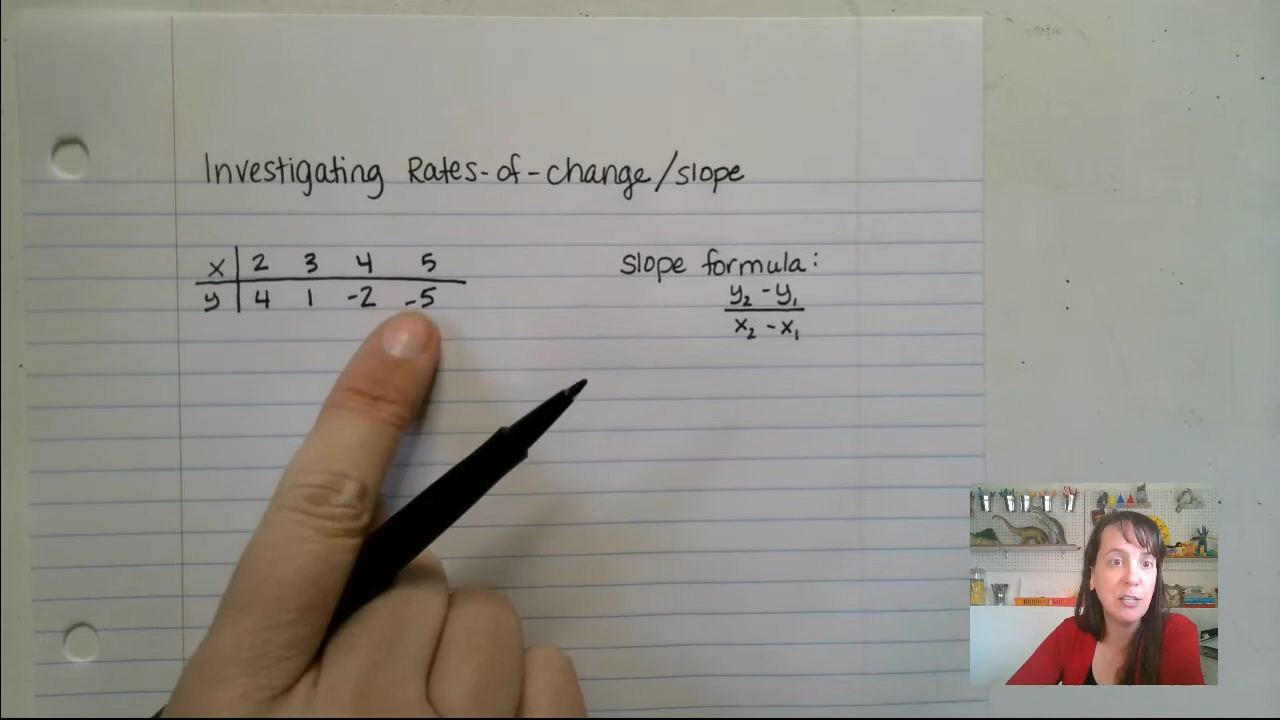 Investigating Rates-of-change/slope
x | 2 3 4 5
y | 4 1 -2 -5
slope formula:
y₂ - y₁
x₂ - x₁